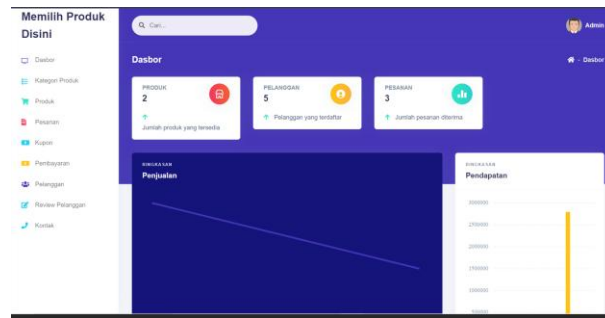 Memilih Produk
Disini
Dasbor
Kategori Produk
Produk
Pesanan
Kupon
Pembayaran
Pelanggan
Review Pelanggan
Kontak
Cari...
Admin
Dasbor
- Dasbor
PRODUK
2
Jumlah produk yang tersedia
PELANGGAN
5
Pelanggan yang terdaftar
PESANAN
3
Jumlah pesanan diterima
RINGKASAN
Penjualan
RINGKASAN
Pendapatan
3000000
2500000
2000000
1500000
1000000
500000